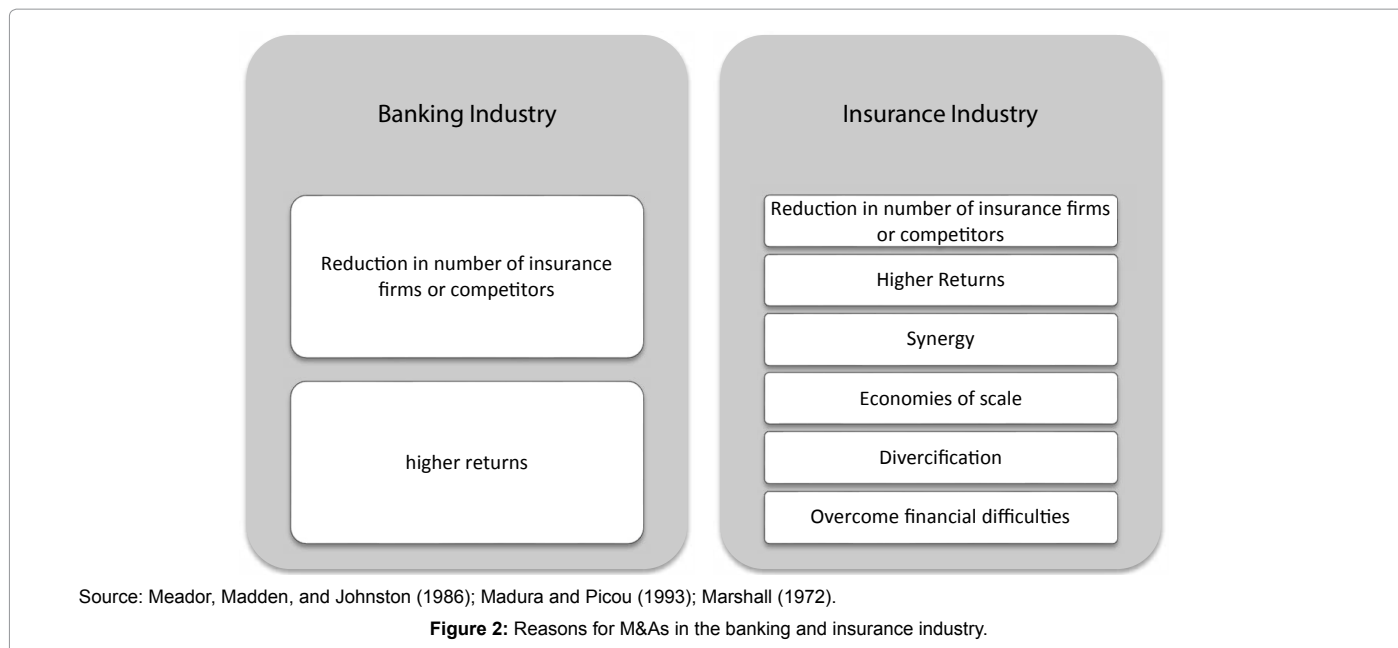 Banking Industry
Reduction in number of insurance
firms or competitors
higher returns
Insurance Industry
Reduction in number of insurance firms
or competitors
Higher Returns
Synergy
Economies of scale
Divercification
Overcome financial difficulties
Source: Meador, Madden, and Johnston (1986); Madura and Picou (1993); Marshall (1972).
Figure 2: Reasons for M&As in the banking and insurance industry.